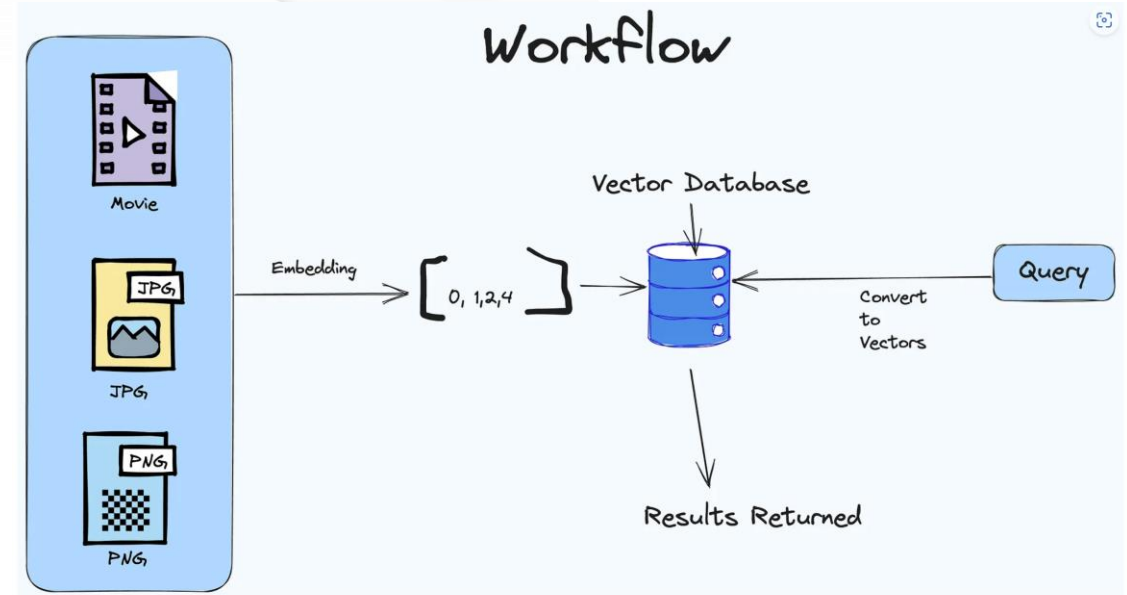 Workflow
Movie
JPG
JPG
PNG
PNG
Embedding
[0, 1,2,4]
Vector Database
Query
Convert
to
Vectors
Results Returned